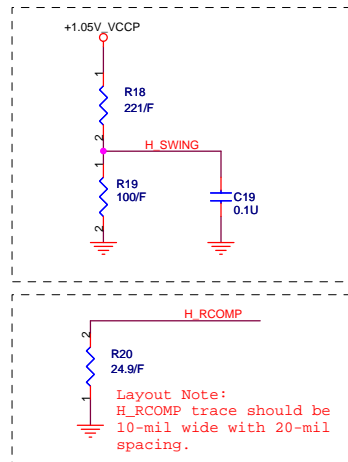 +1.05V_VCCP
1
R18
221/F
2
H_SWING
1
R19
100/F
2
C19
0.1U
H_RCOMP
2
R20
24.9/F
1
Layout Note:
H_RCOMP trace should be
10-mil wide with 20-mil
spacing.